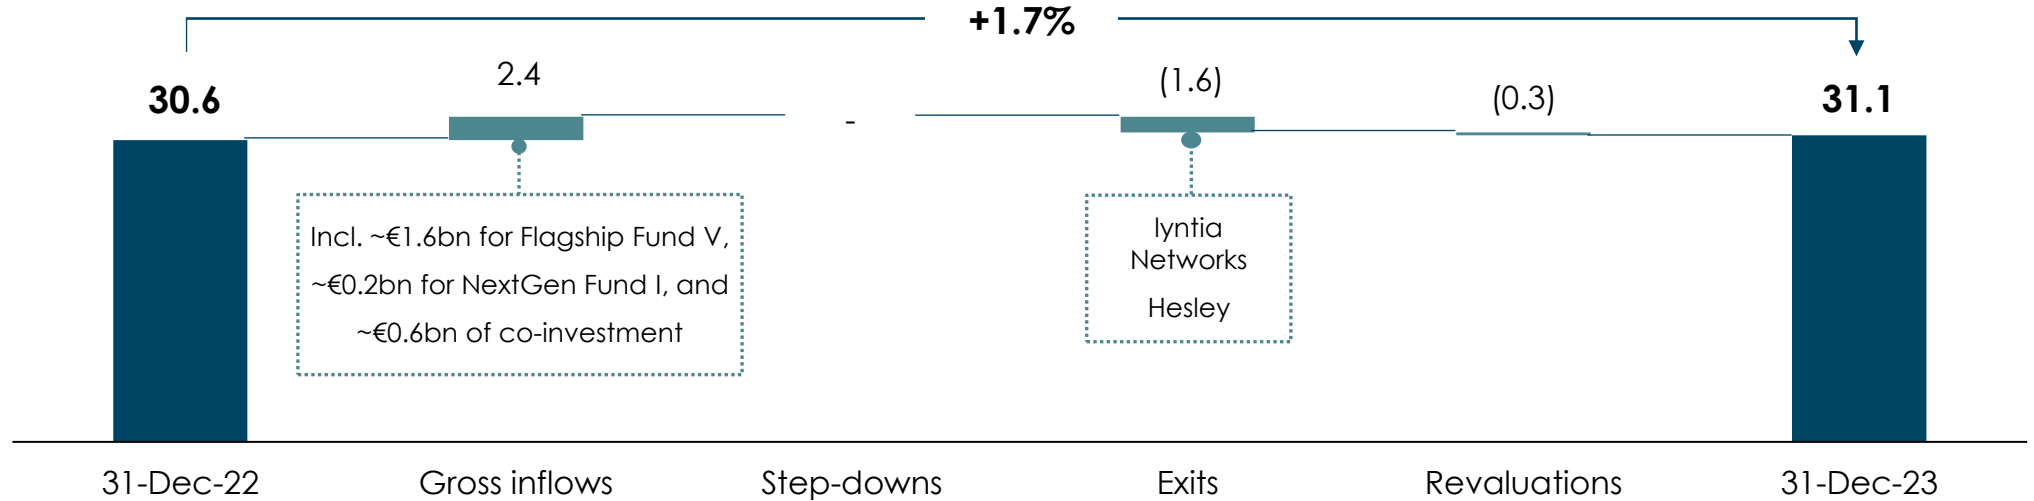 +1.7%
30.6
2.4
-
(1.6)
(0.3)
31.1
Incl. ~€1.6bn for Flagship Fund V,
~€0.2bn for NextGen Fund I, and
~€0.6bn of co-investment
lyntia
Networks
Hesley
31-Dec-22
Gross inflows
Step-downs
Exits
Revaluations
31-Dec-23